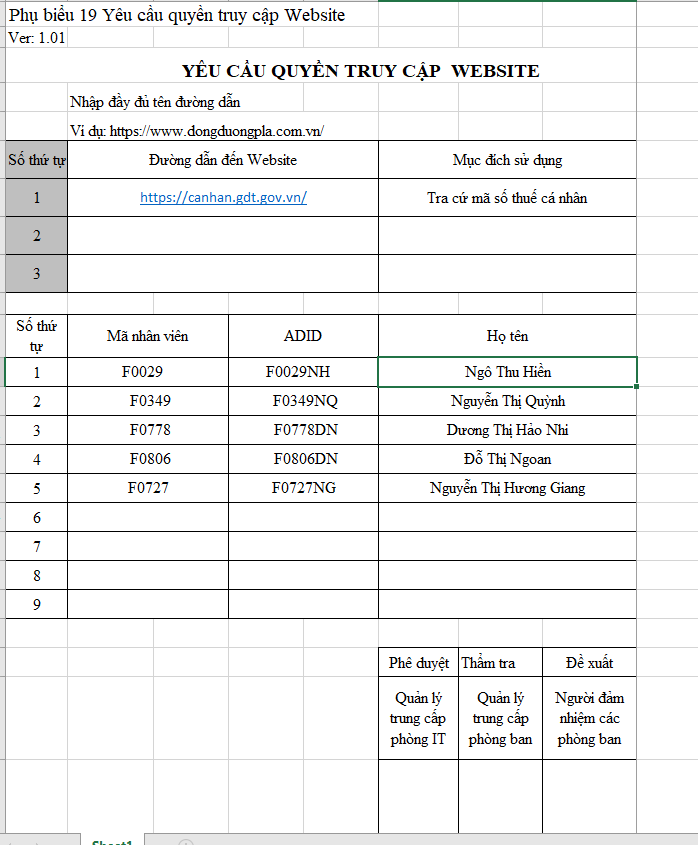 Phụ biểu 19 Yêu cầu quyền truy cập Website
Ver: 1.01
YÊU CẦU QUYỀN TRUY CẬP WEBSITE
Nhập đầy đủ tên đường dẫn
Ví dụ: https://www.dongduongpla.com.vn/
Số thứ tự Đường dẫn đến Website Mục đích sử dụng
1 https://canhan.gdt.gov.vn/ Tra cứ mã số thuế cá nhân
2
3
Số thứ
tự Mã nhân viên ADID Họ tên
1 F0029 F0029NH Ngô Thu Hiền
2 F0349 F0349NQ Nguyễn Thị Quỳnh
3 F0778 F0778DN Dương Thị Hảo Nhi
4 F0806 F0806DN Đỗ Thị Ngoan
5 F0727 F0727NG Nguyễn Thị Hương Giang
6
7
8
9
Phê duyệt Thẩm tra Đề xuất
Quản lý Quản lý Người đảm
trung cấp trung cấp nhiệm các
phòng IT phòng ban phòng ban
Sheet1